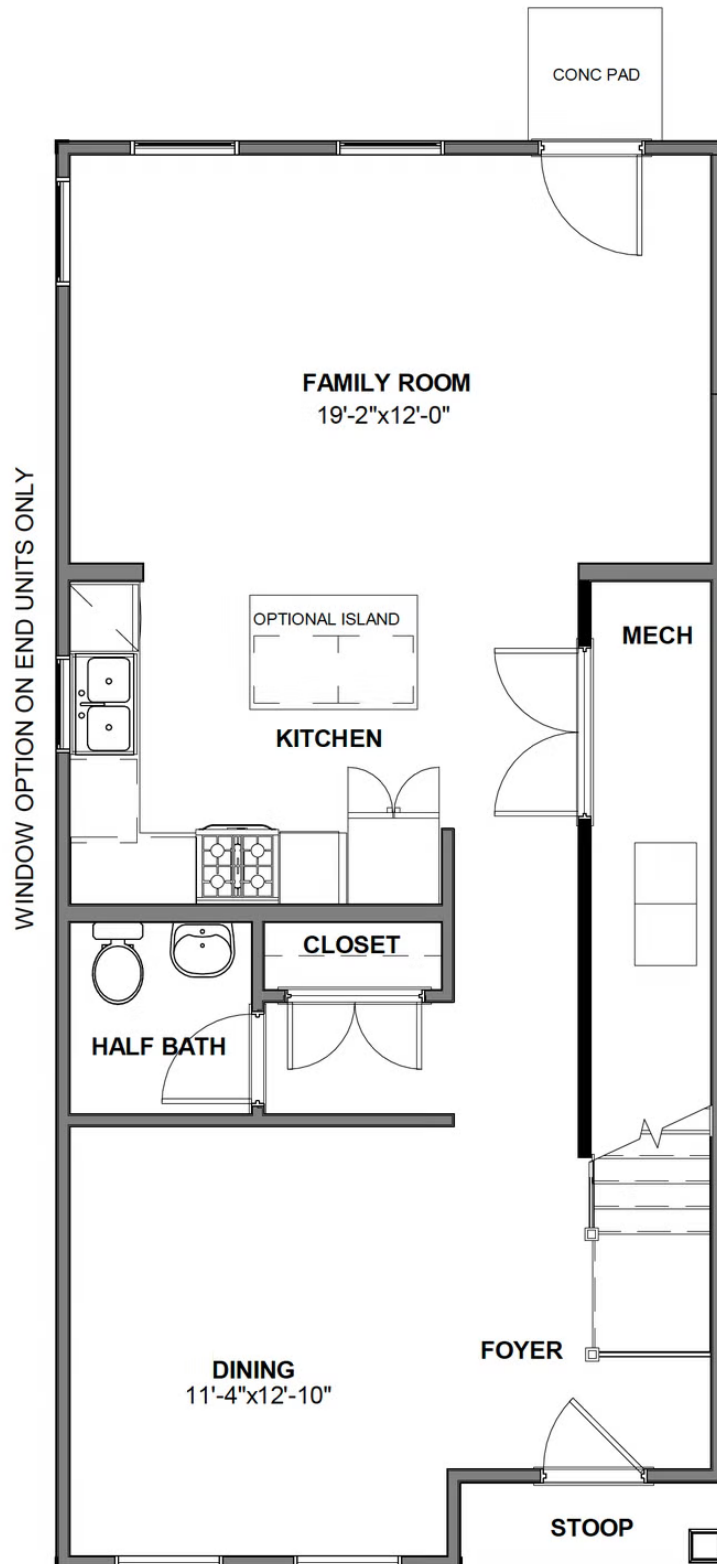 CONC PAD
FAMILY ROOM
19'-2"x12'-0"
WINDOW OPTION ON END UNITS ONLY
OPTIONAL ISLAND
MECH
KITCHEN
CLOSET
HALF BATH
FOYER
DINING
11'-4"x12'-10"
STOOP